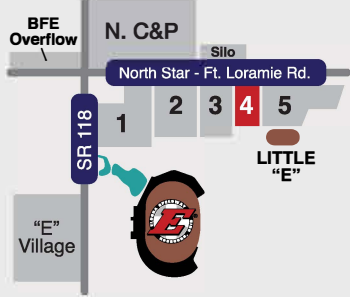 BFE
Overflow
N. C&P
Silo
North Star - Ft. Loramie Rd.
SR 118
1
2
3
4
5
LITTLE
“E”
E
“E”
Village